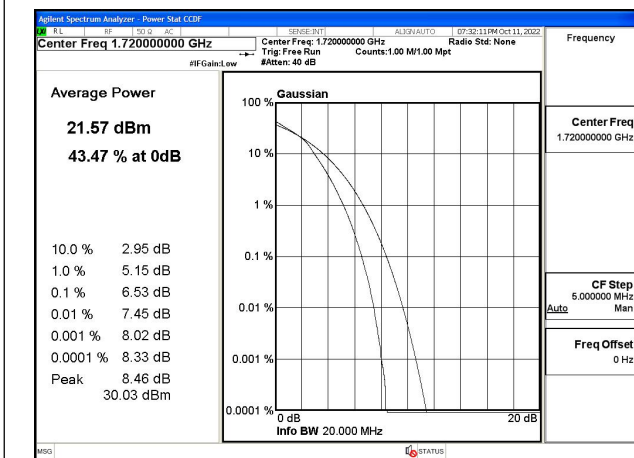 Agilent Spectrum Analyzer - Power Stat CCDF
LXI RL RF 50 Ω AC SENSE:INT ALIGN AUTO 07:32:11 PM Oct 11, 2022
Center Freq 1.720000000 GHz
Center Freq: 1.720000000 GHz Radio Std: None
Trig: Free Run Counts:1.00 M/1.00 Mpt
#IFGain:Low #Atten: 40 dB
Frequency
Average Power
21.57 dBm
43.47 % at 0dB
10.0 % 2.95 dB
1.0 % 5.15 dB
0.1 % 6.53 dB
0.01 % 7.45 dB
0.001 % 8.02 dB
0.0001 % 8.33 dB
Peak 8.46 dB
30.03 dBm
Gaussian
100 %
10 %
1 %
0.1 %
0.01 %
0.001 %
0.0001 %
0 dB 20 dB
Info BW 20.000 MHz
Center Freq
1.720000000 GHz
CF Step
5.000000 MHz
Auto Man
Freq Offset
0 Hz
MSG STATUS